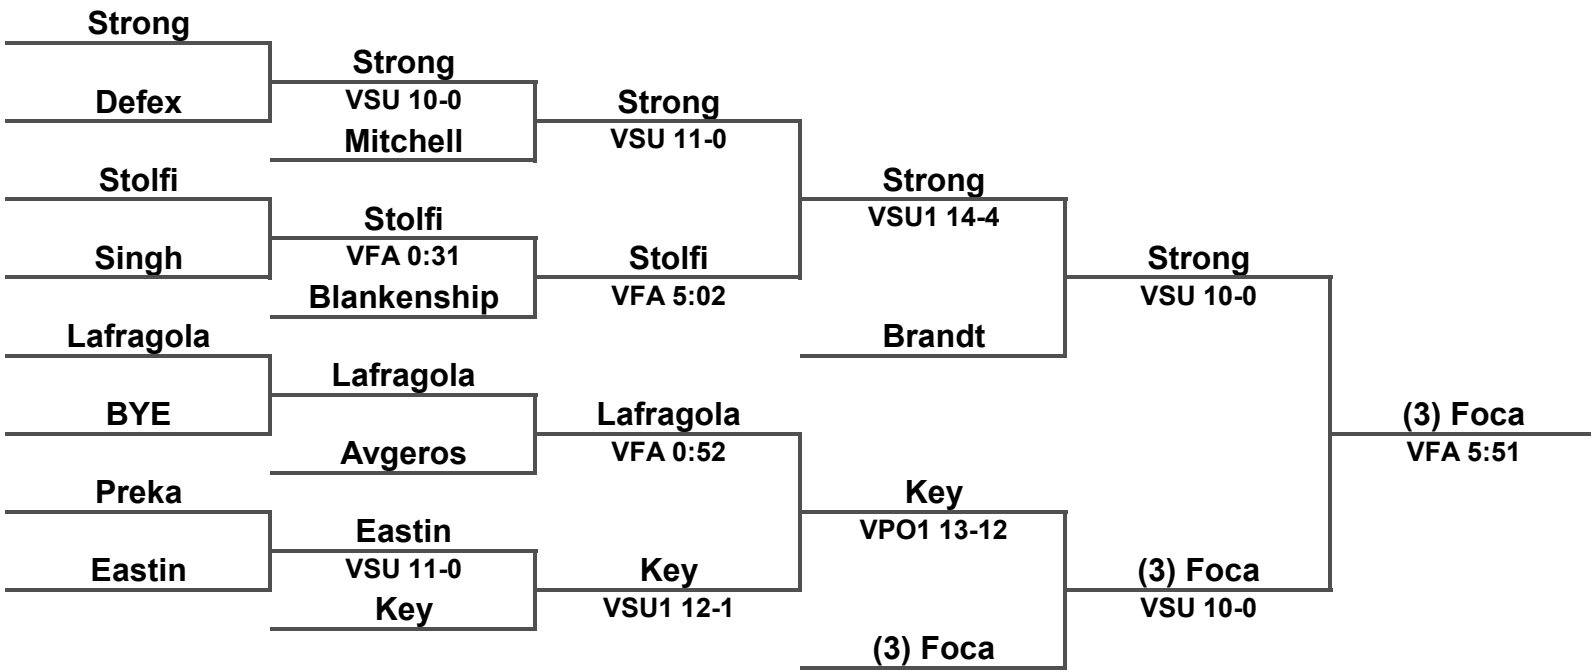 Strong
Defex
Stolfi
Singh
Lafragola
BYE
Preka
Eastin
Strong
VSU 10-0
Mitchell
Stolfi
VFA 0:31
Blankenship
Lafragola
Avgeros
Eastin
VSU 11-0
Key
Strong
VSU 11-0
Stolfi
VFA 5:02
Lafragola
VFA 0:52
Key
VSU1 12-1
Strong
VSU1 14-4
Brandt
Key
VPO1 13-12
(3) Foca
Strong
VSU 10-0
(3) Foca
VSU 10-0
(3) Foca
VFA 5:51